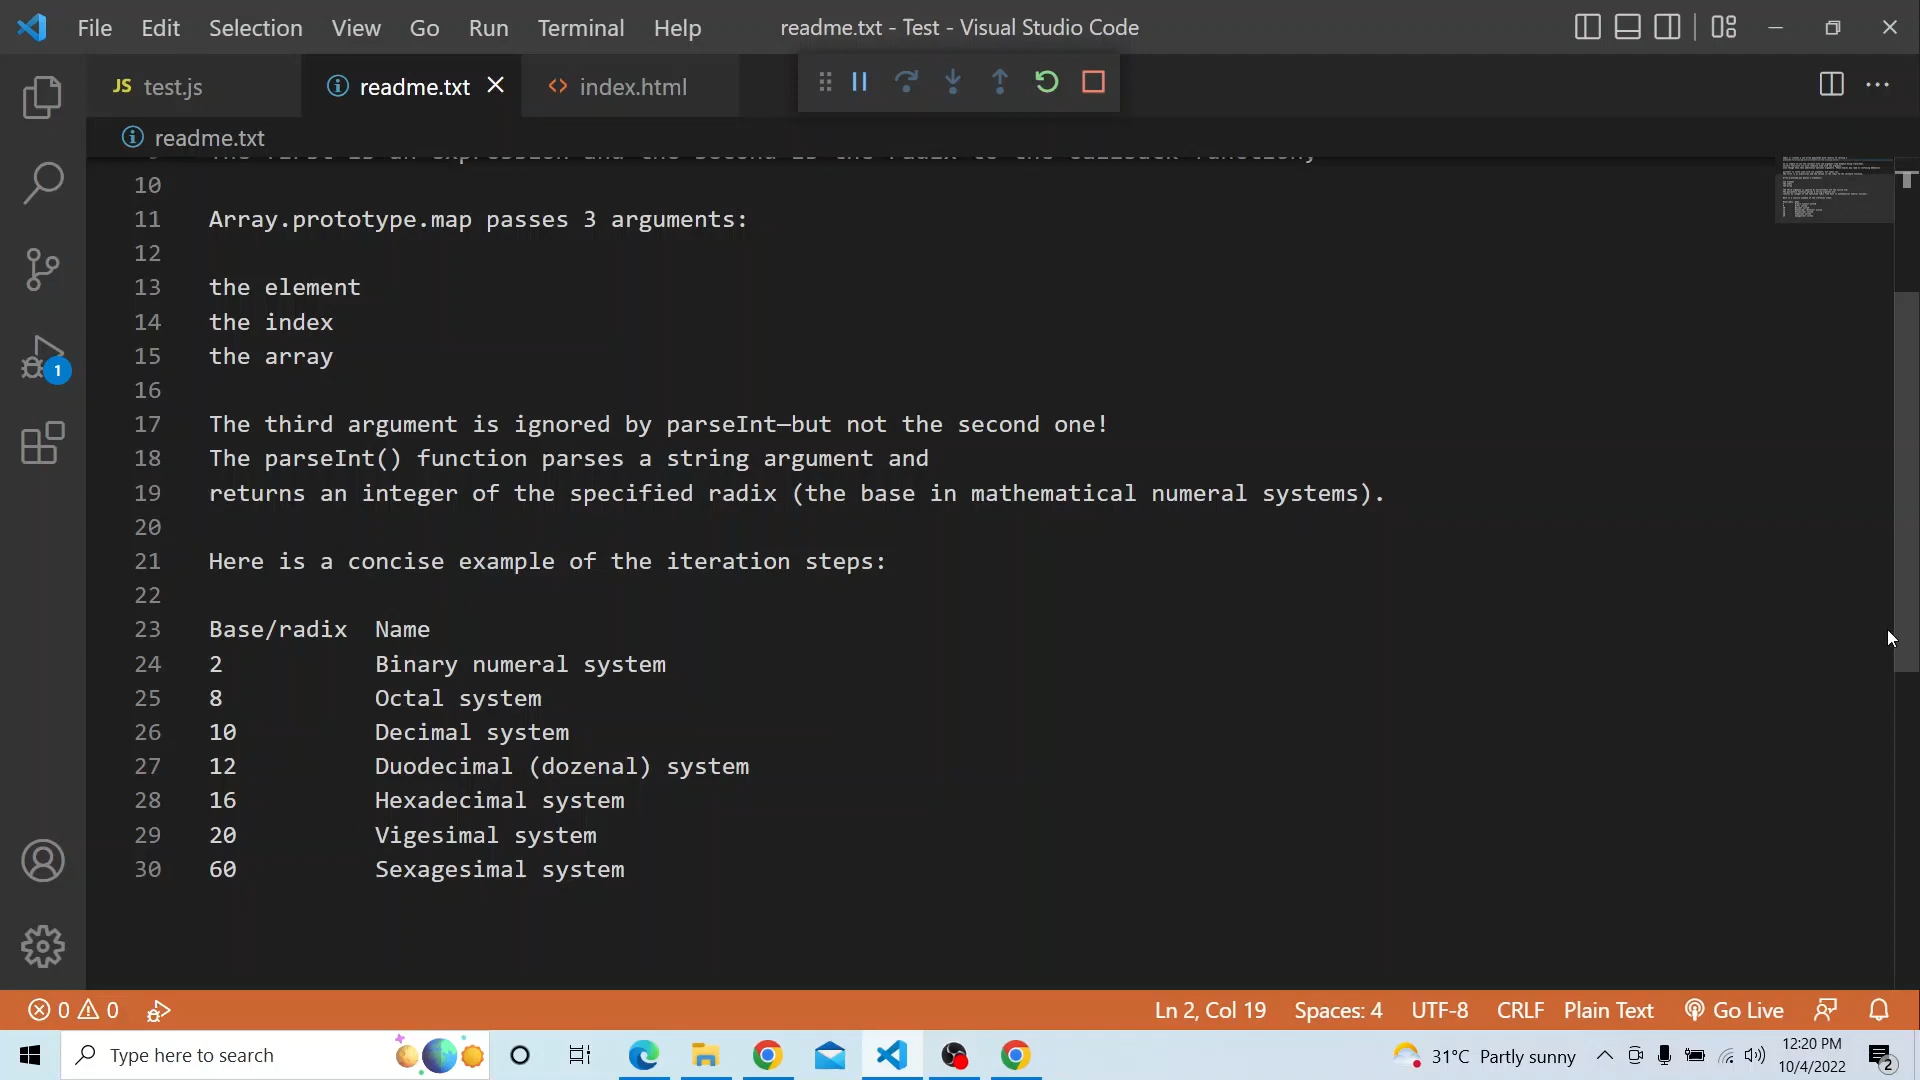 File Edit Selection View Go Run Terminal Help readme.txt - Test - Visual Studio Code
JS test.js readme.txt index.html
readme.txt
10
11 Array.prototype.map passes 3 arguments:
12
13 the element
14 the index
15 the array
16
17 The third argument is ignored by parseInt—but not the second one!
18 The parseInt() function parses a string argument and
19 returns an integer of the specified radix (the base in mathematical numeral systems).
20
21 Here is a concise example of the iteration steps:
22
23 Base/radix Name
24 2 Binary numeral system
25 8 Octal system
26 10 Decimal system
27 12 Duodecimal (dozenal) system
28 16 Hexadecimal system
29 20 Vigesimal system
30 60 Sexagesimal system
1
0 0 Ln 2, Col 19 Spaces: 4 UTF-8 CRLF Plain Text Go Live
Type here to search 31°C Partly sunny 12:20 PM
10/4/2022 2